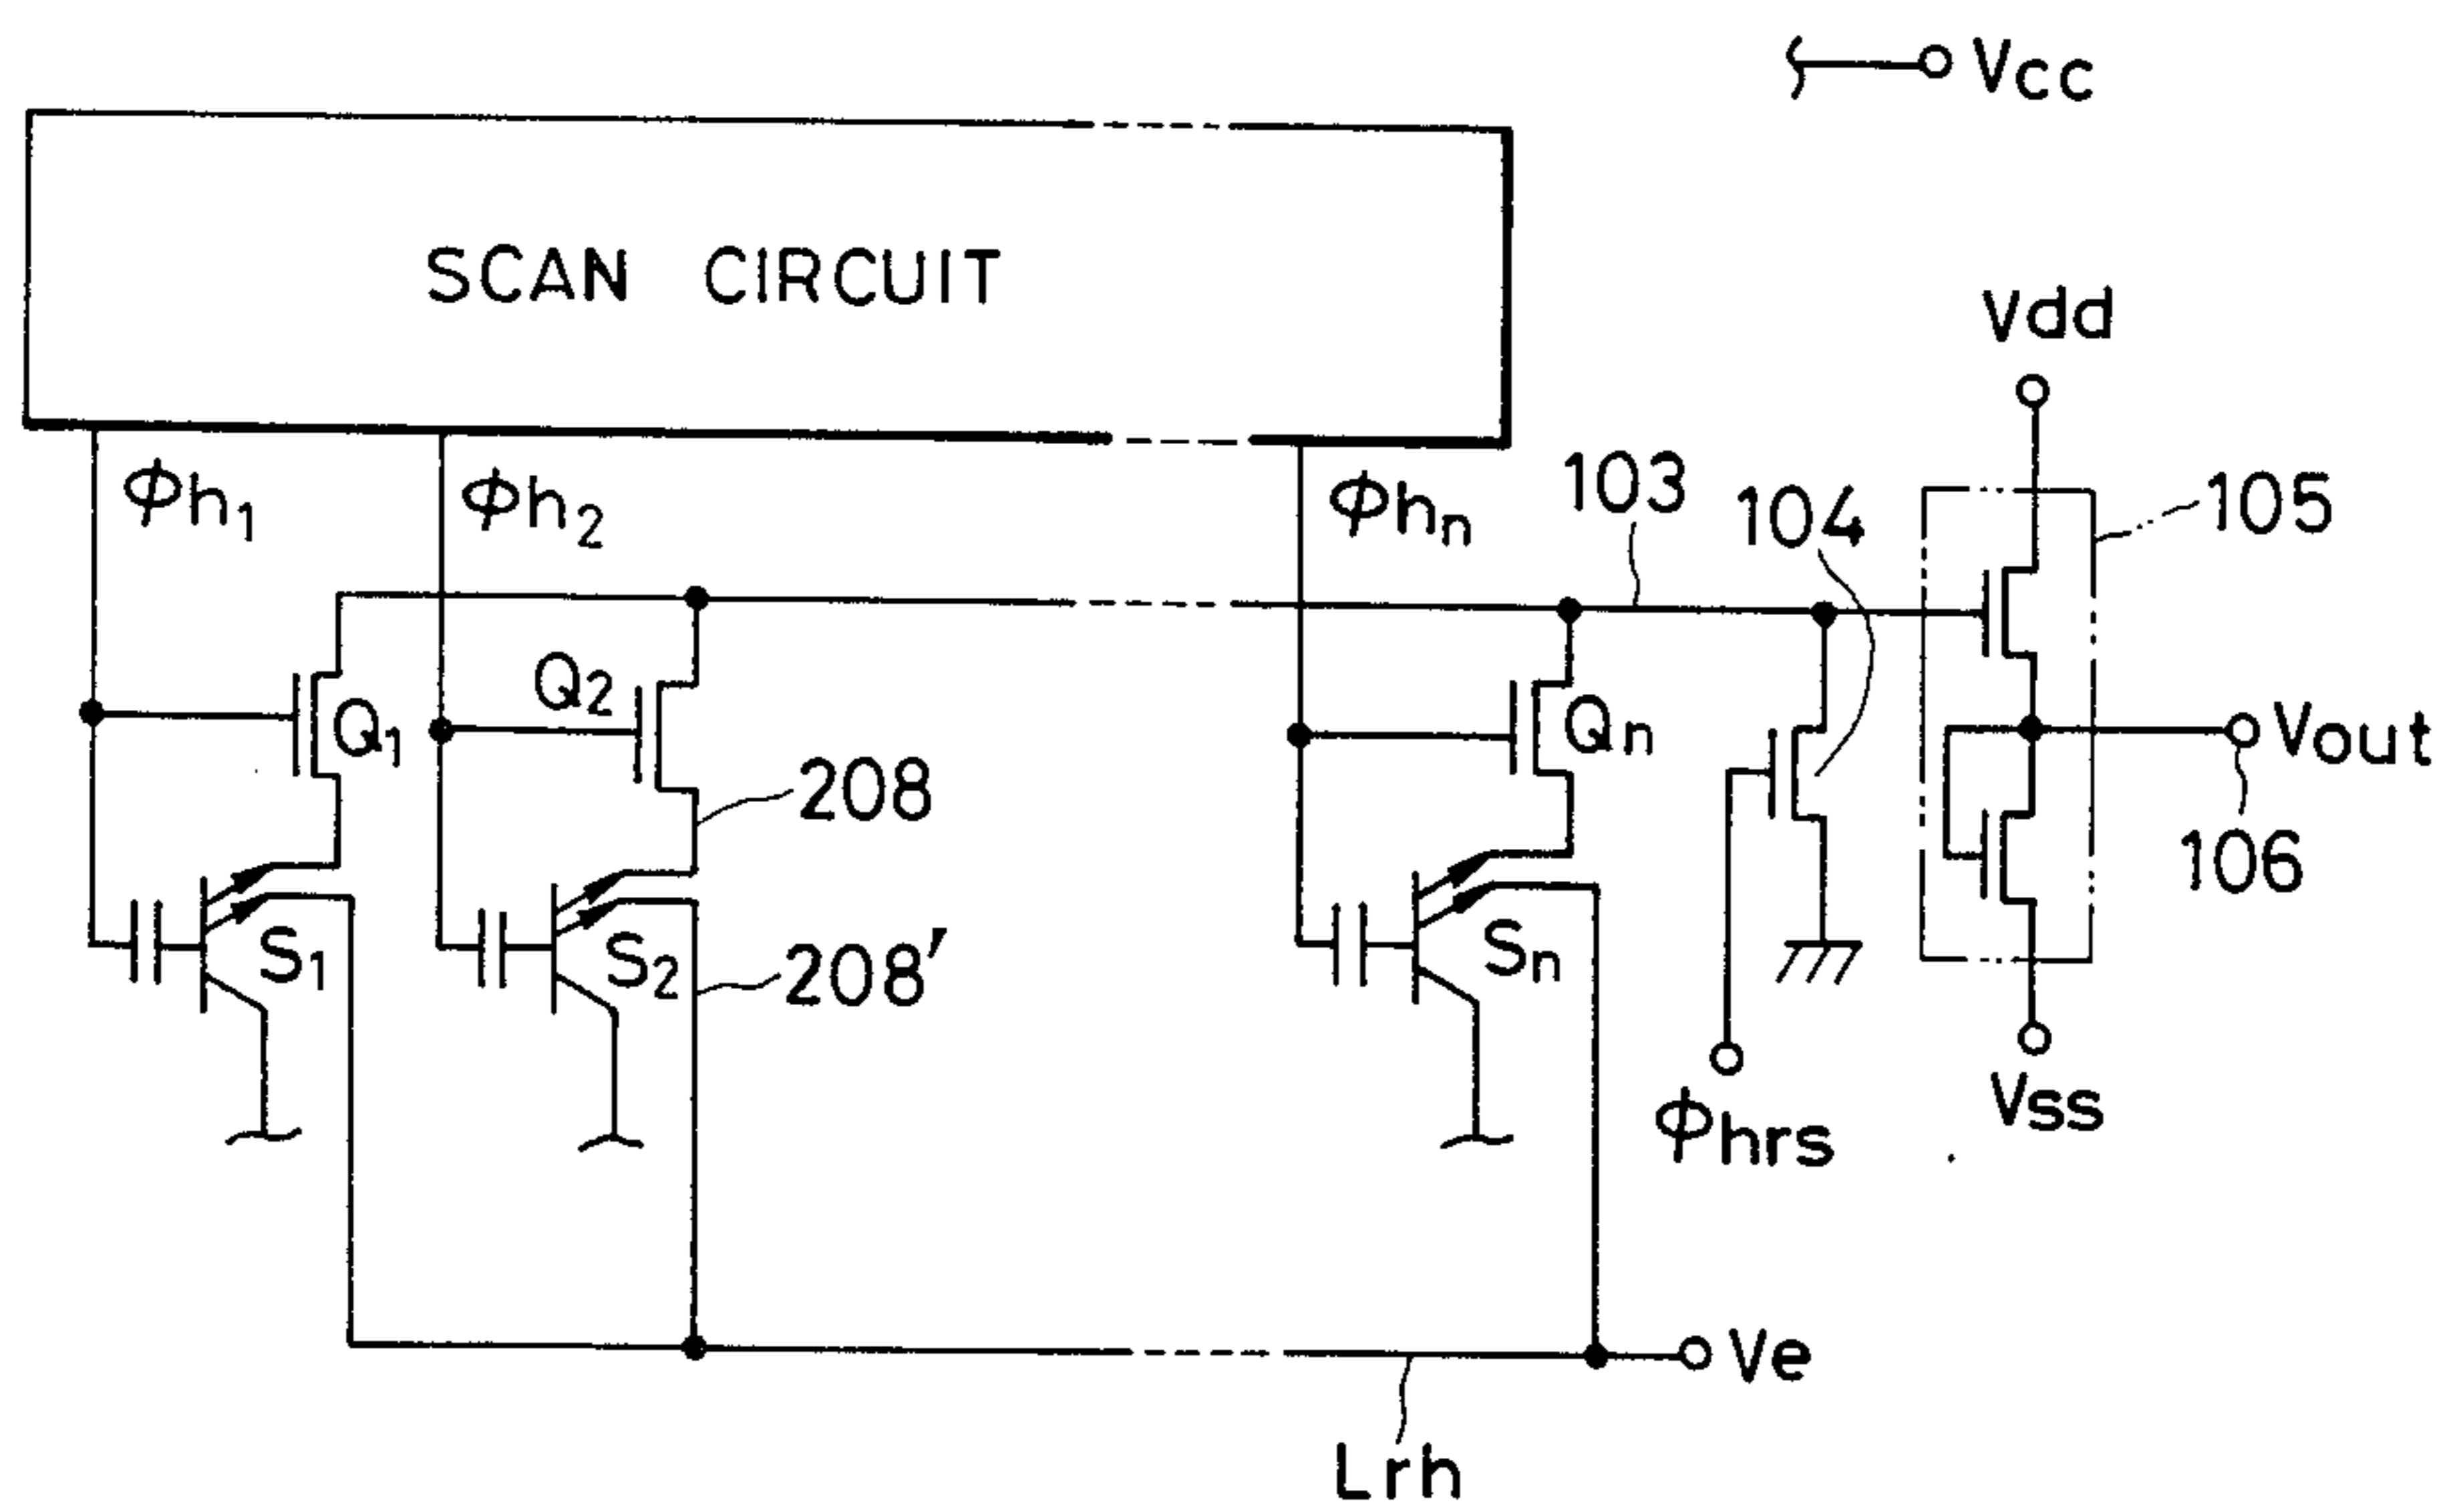 Vcc
SCAN CIRCUIT
Vdd
Φh1
Φh2
Φhn
103
104
105
Q1
Q2
Qn
Vout
208
106
S1
S2
Sn
208'
Vss
Φhrs
Ve
Lrh